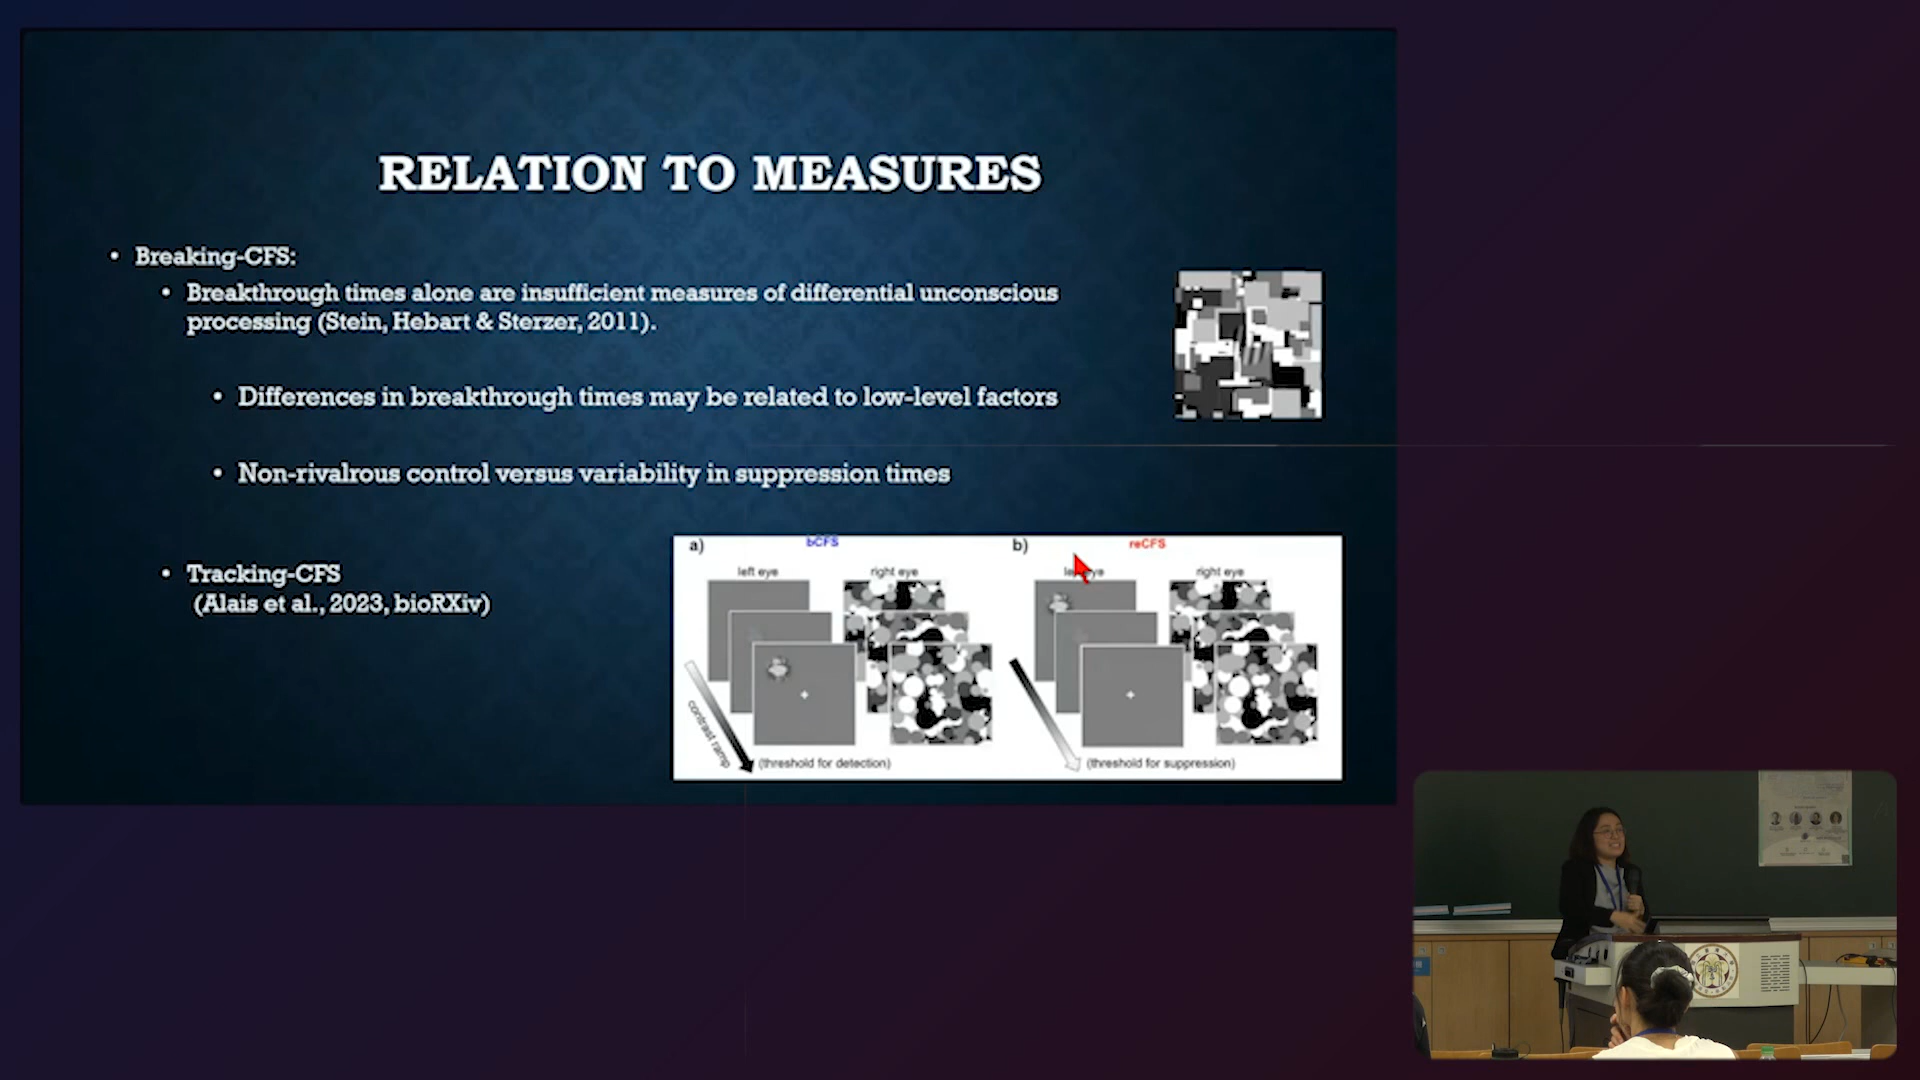 RELATION TO MEASURES
• Breaking-CFS:
• Breakthrough times alone are insufficient measures of differential unconscious
processing (Stein, Hebart & Sterzer, 2011).
• Differences in breakthrough times may be related to low-level factors
• Non-rivalrous control versus variability in suppression times
• Tracking-CFS
(Alais et al., 2023, bioRXiv)
a)
bCFS
left eye
right eye
contrast ramp
(threshold for detection)
b)
reCFS
left eye
right eye
(threshold for suppression)